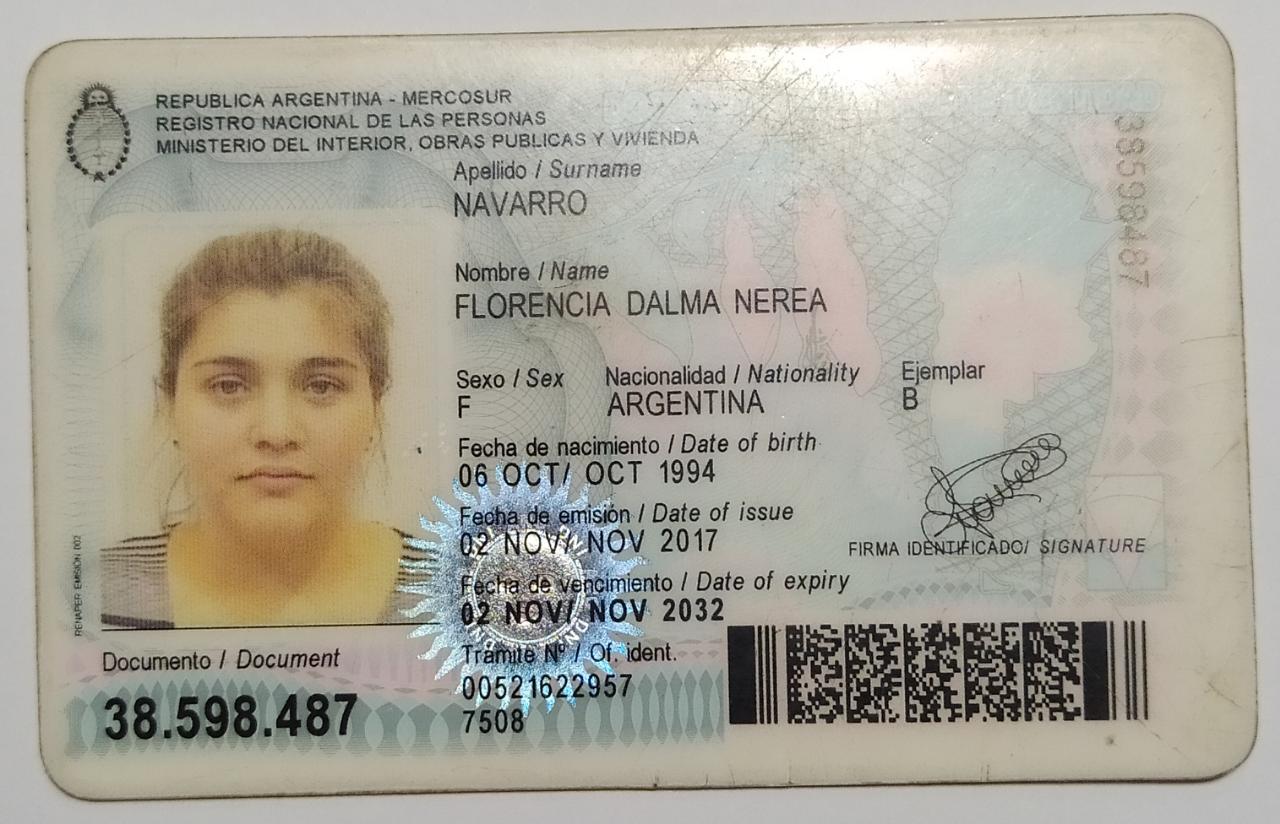 REPUBLICA ARGENTINA - MERCOSUR
REGISTRO NACIONAL DE LAS PERSONAS
MINISTERIO DEL INTERIOR, OBRAS PUBLICAS Y VIVIENDA
Apellido / Surname
NAVARRO
Nombre / Name
FLORENCIA DALMA NEREA
Sexo / Sex Nacionalidad / Nationality Ejemplar
F ARGENTINA B
Fecha de nacimiento / Date of birth
06 OCT/ OCT 1994
Fecha de emisión / Date of issue
02 NOV/ NOV 2017
Fecha de vencimiento / Date of expiry
02 NOV/ NOV 2032
FIRMA IDENTIFICADO/ SIGNATURE
Trámite Nº / Of. ident.
00521622957
7508
Documento / Document
38.598.487
RENAPER EMISION 002
38598487